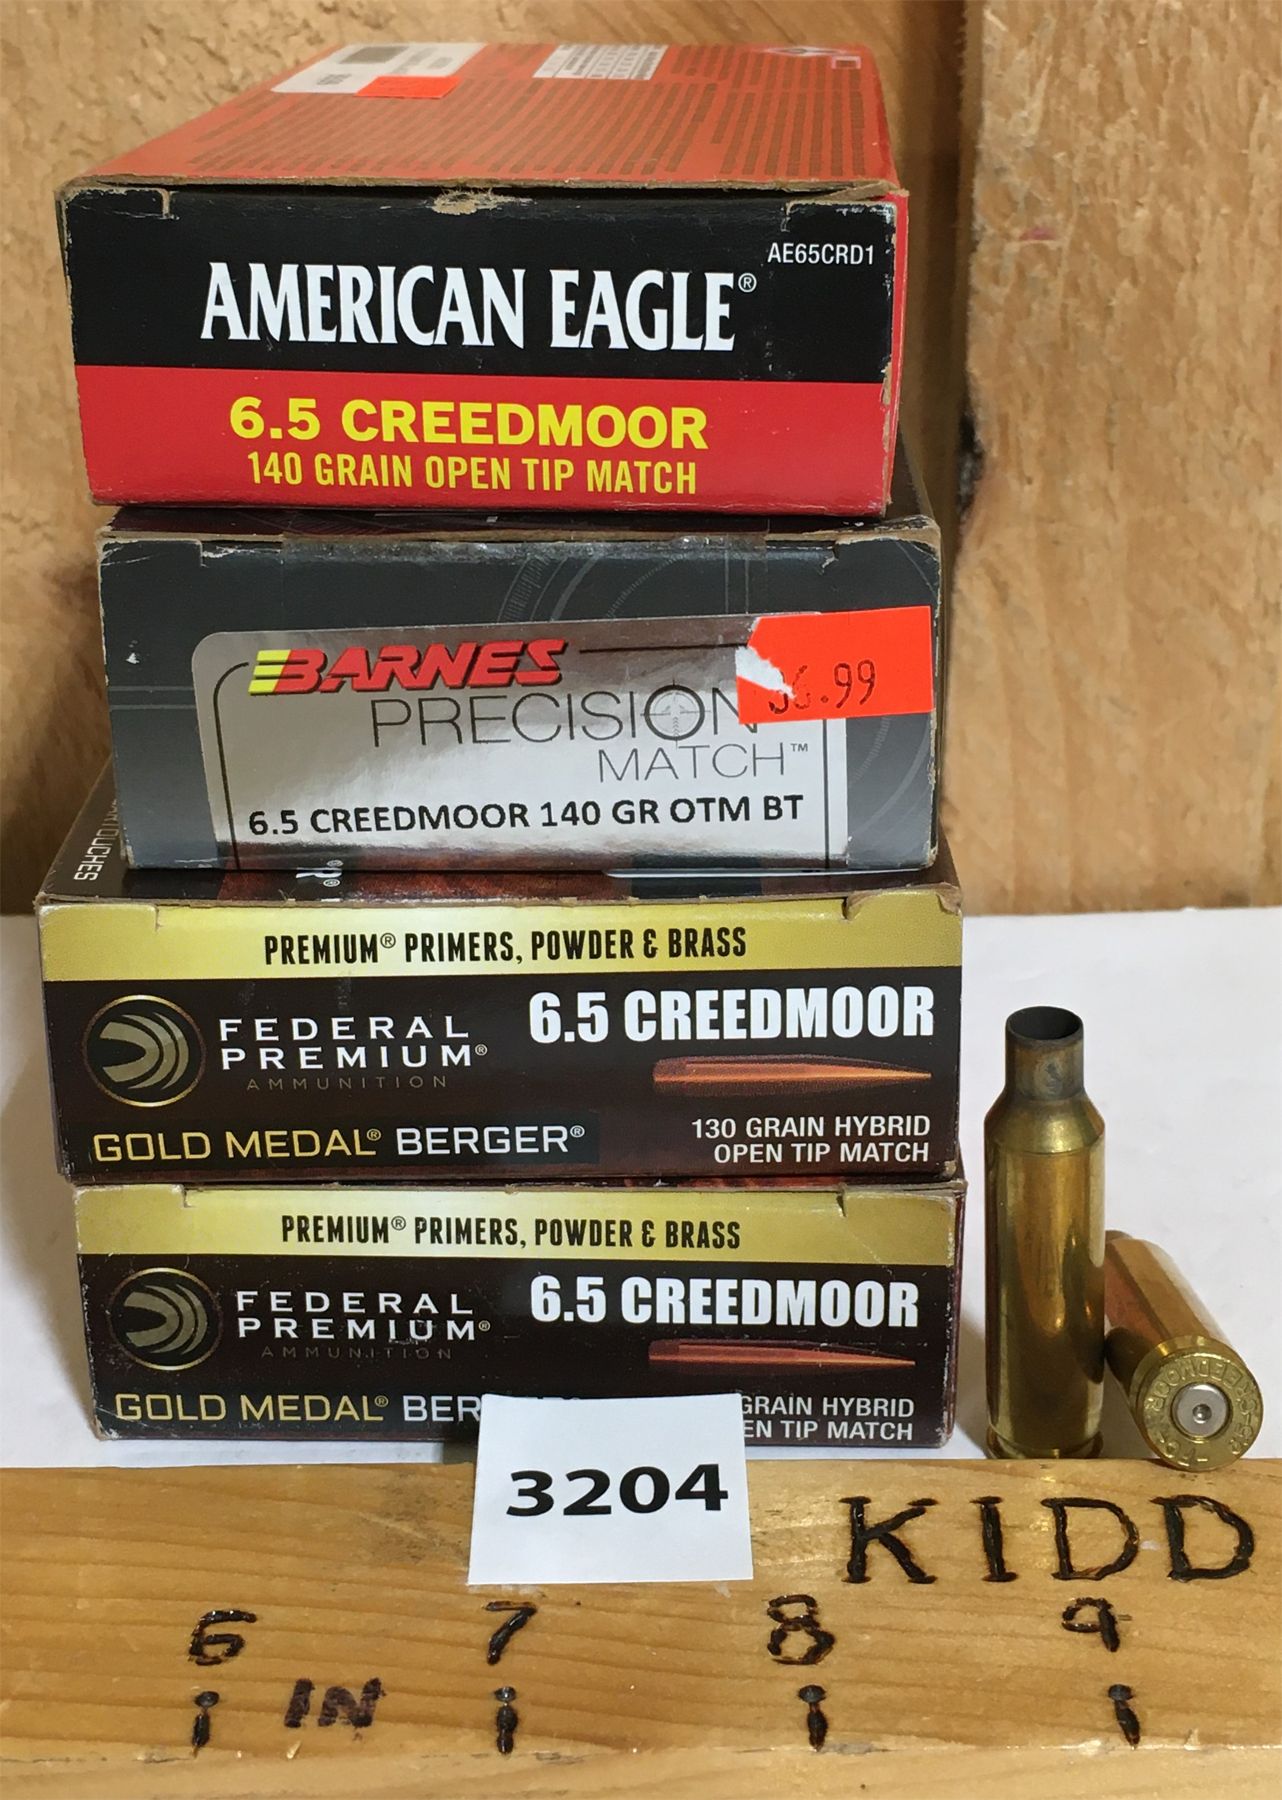 AE65CRD1
AMERICAN EAGLE®
6.5 CREEDMOOR
140 GRAIN OPEN TIP MATCH
BARNES
PRECISION
MATCH™
6.99
6.5 CREEDMOOR 140 GR OTM BT
PREMIUM® PRIMERS, POWDER & BRASS
FEDERAL
PREMIUM®
AMMUNITION
6.5 CREEDMOOR
GOLD MEDAL® BERGER®
130 GRAIN HYBRID
OPEN TIP MATCH
PREMIUM® PRIMERS, POWDER & BRASS
FEDERAL
PREMIUM®
AMMUNITION
6.5 CREEDMOOR
GOLD MEDAL® BER
GRAIN HYBRID
EN TIP MATCH
3204
KIDD
6 7 8 9
IN